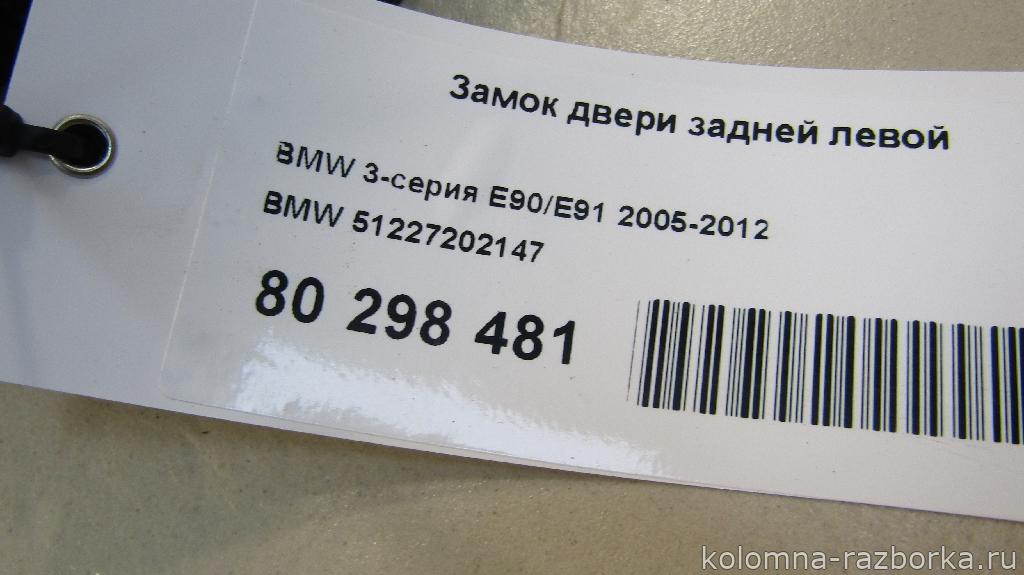 Замок двери задней левой
BMW 3-серия E90/E91 2005-2012
BMW 51227202147
80 298 481
kolomna-razborka.ru